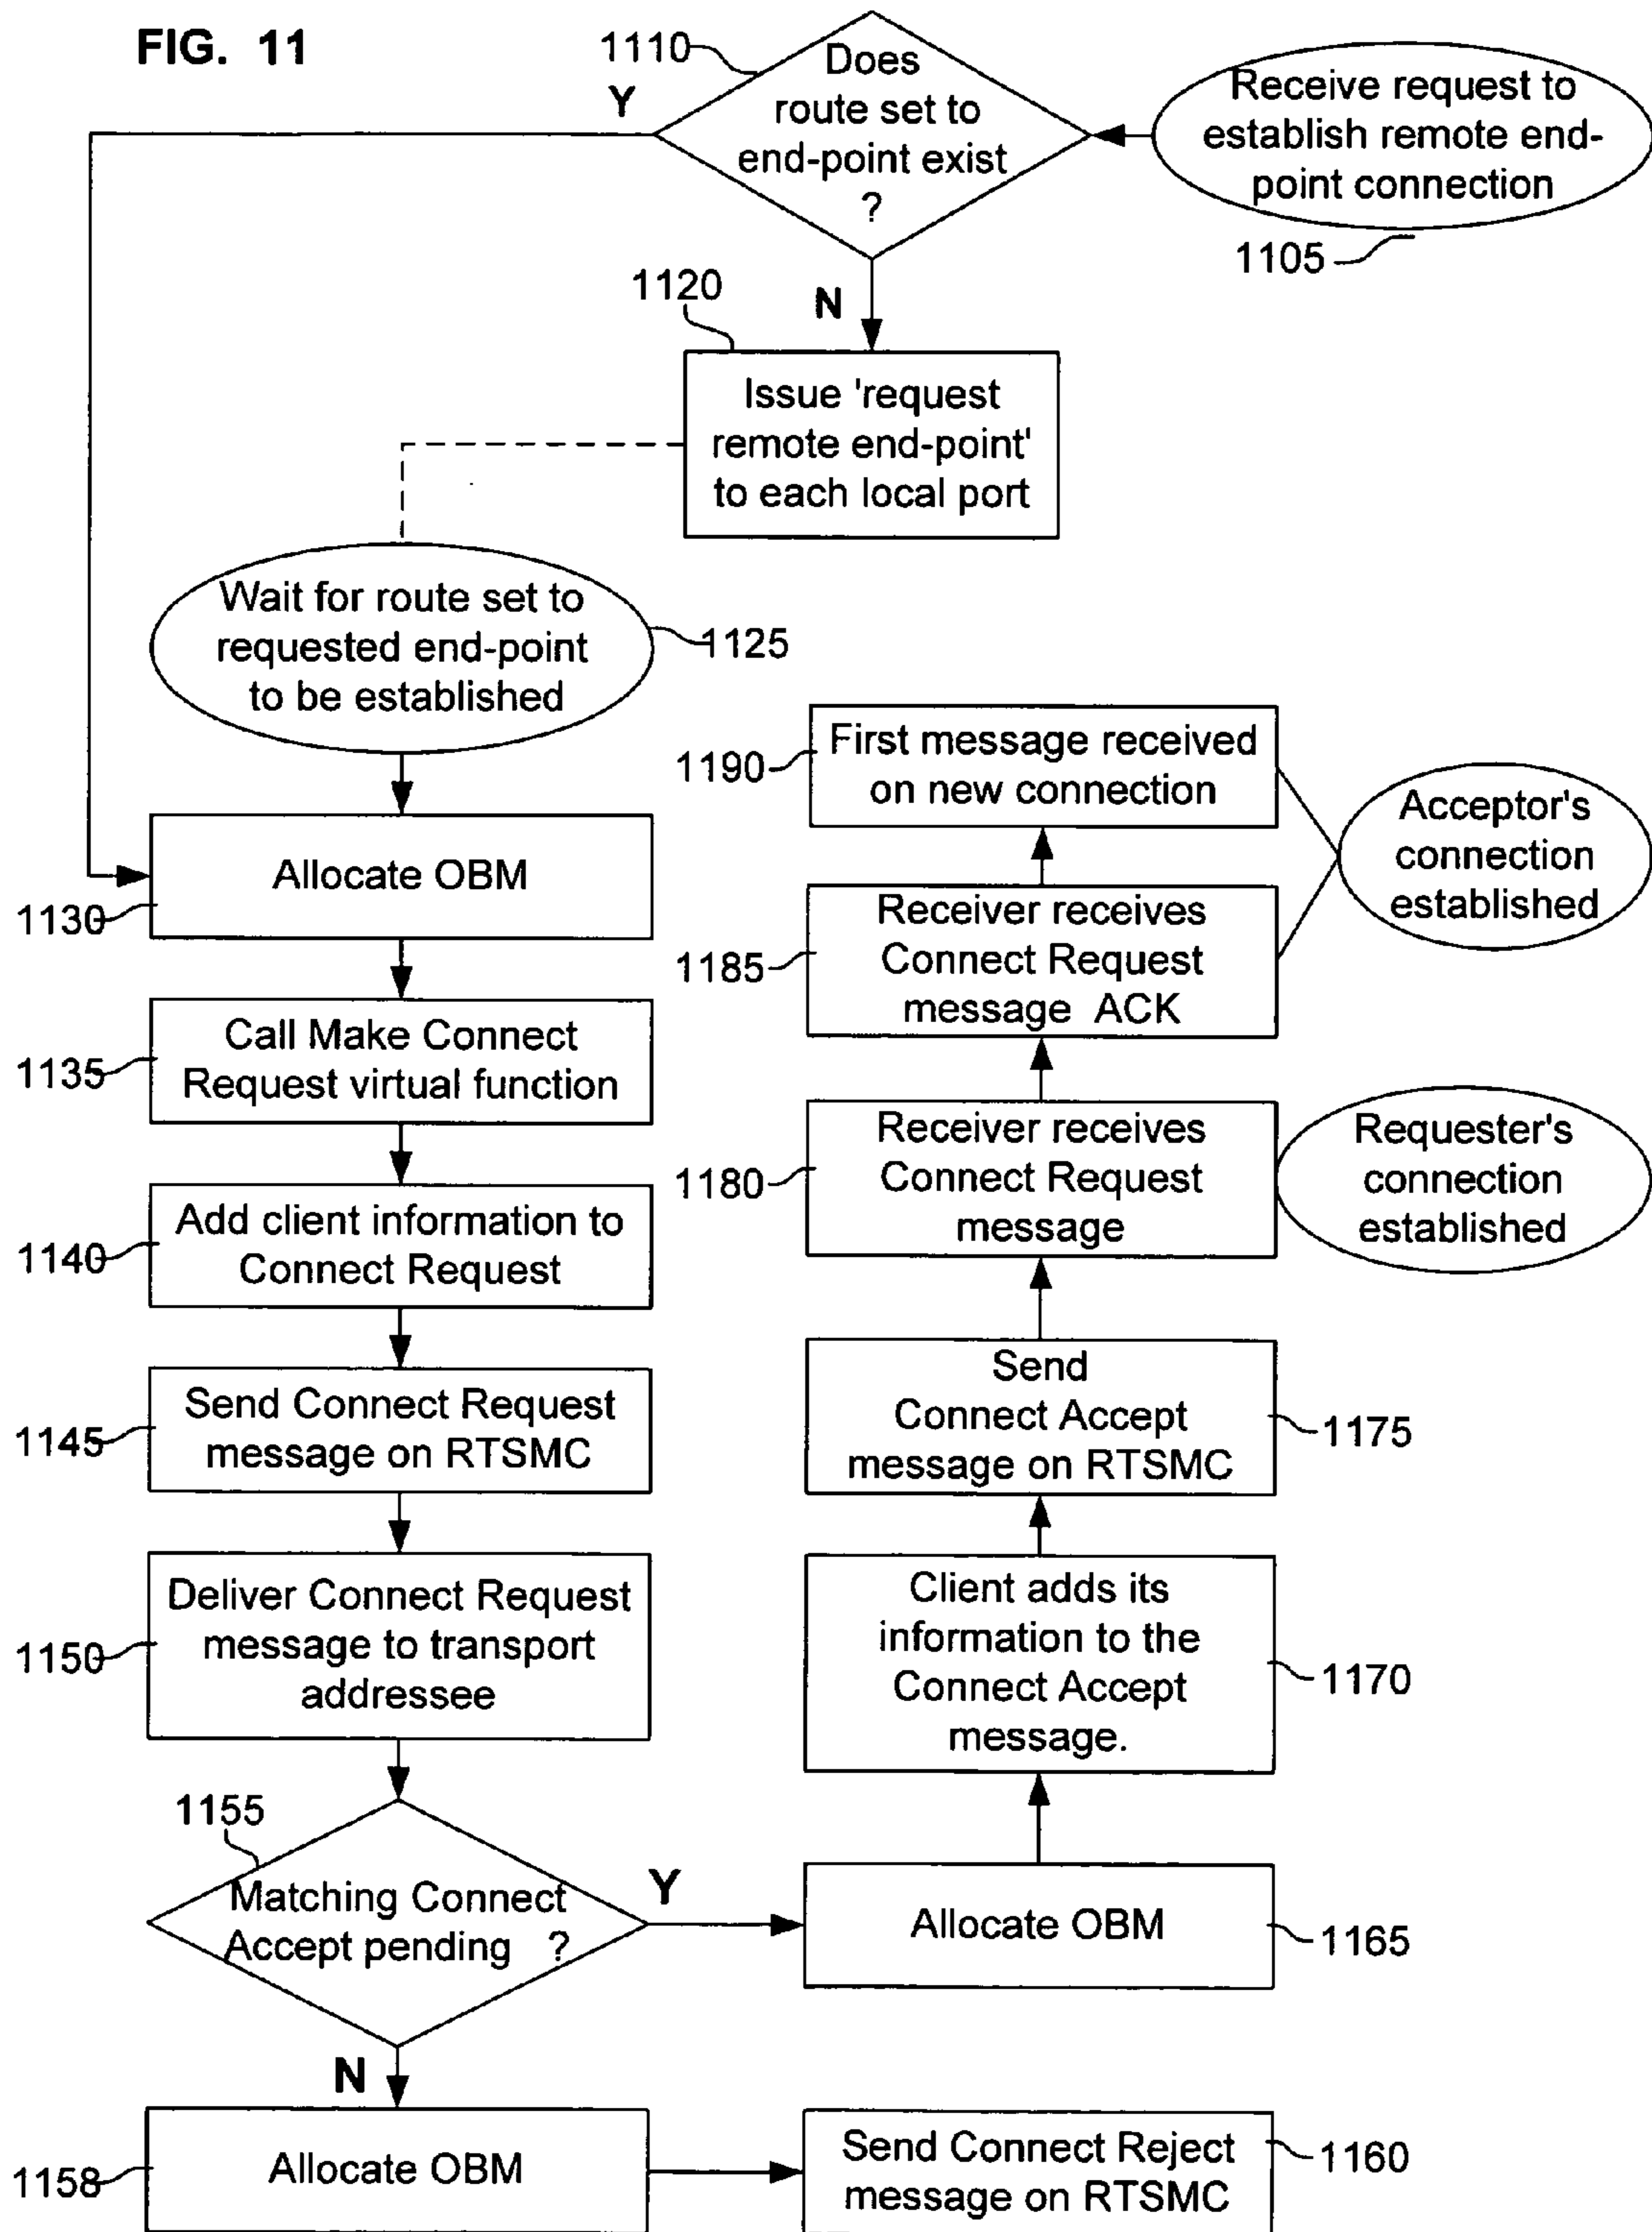 FIG. 11
1110
Does
route set to
end-point exist
?
Y
Receive request to
establish remote end-
point connection
1105
N
1120
Issue 'request
remote end-point'
to each local port
Wait for route set to
requested end-point
to be established
1125
Allocate OBM
1130
Call Make Connect
Request virtual function
1135
Add client information to
Connect Request
1140
Send Connect Request
message on RTSMC
1145
Deliver Connect Request
message to transport
addressee
1150
1155
Matching Connect
Accept pending ?
Y
N
Allocate OBM
1158
Send Connect Reject
message on RTSMC
1160
Allocate OBM
1165
Client adds its
information to the
Connect Accept
message.
1170
Send
Connect Accept
message on RTSMC
1175
Receiver receives
Connect Request
message
1180
Requester's
connection
established
Receiver receives
Connect Request
message ACK
1185
First message received
on new connection
1190
Acceptor's
connection
established